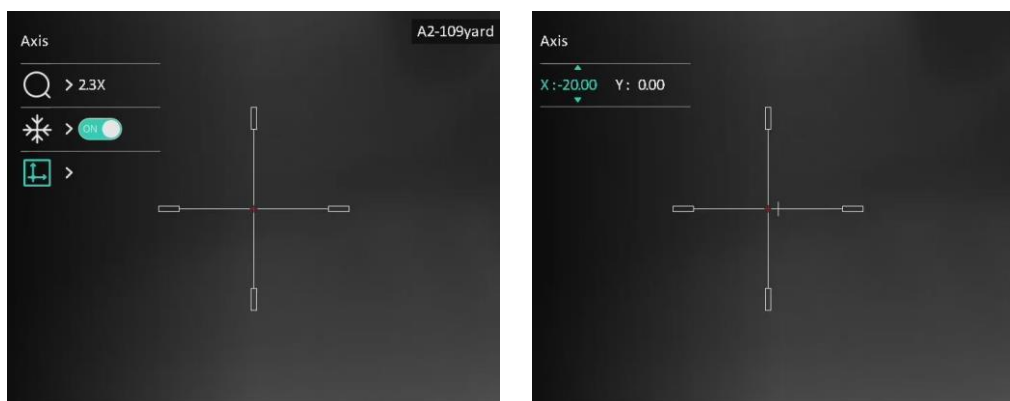 Axis
A2-109yard
> 2.3X
> ON
>
Axis
X :-20.00 Y : 0.00